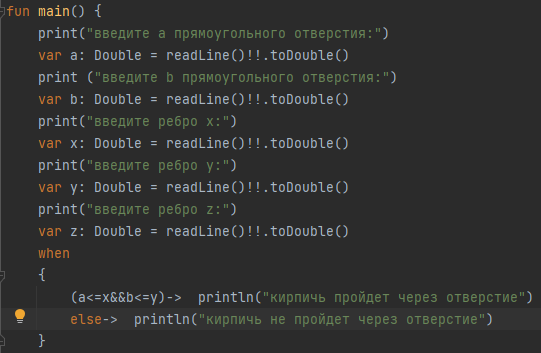 fun main() {
print("введите a прямоугольного отверстия:")
var a: Double = readLine()!!.toDouble()
print ("введите b прямоугольного отверстия:")
var b: Double = readLine()!!.toDouble()
print("введите ребро x:")
var x: Double = readLine()!!.toDouble()
print("введите ребро y:")
var y: Double = readLine()!!.toDouble()
print("введите ребро z:")
var z: Double = readLine()!!.toDouble()
when
{
(a<=x&&b<=y)->  println("кирпичь пройдет через отверстие")
else->  println("кирпичь не пройдет через отверстие")
}